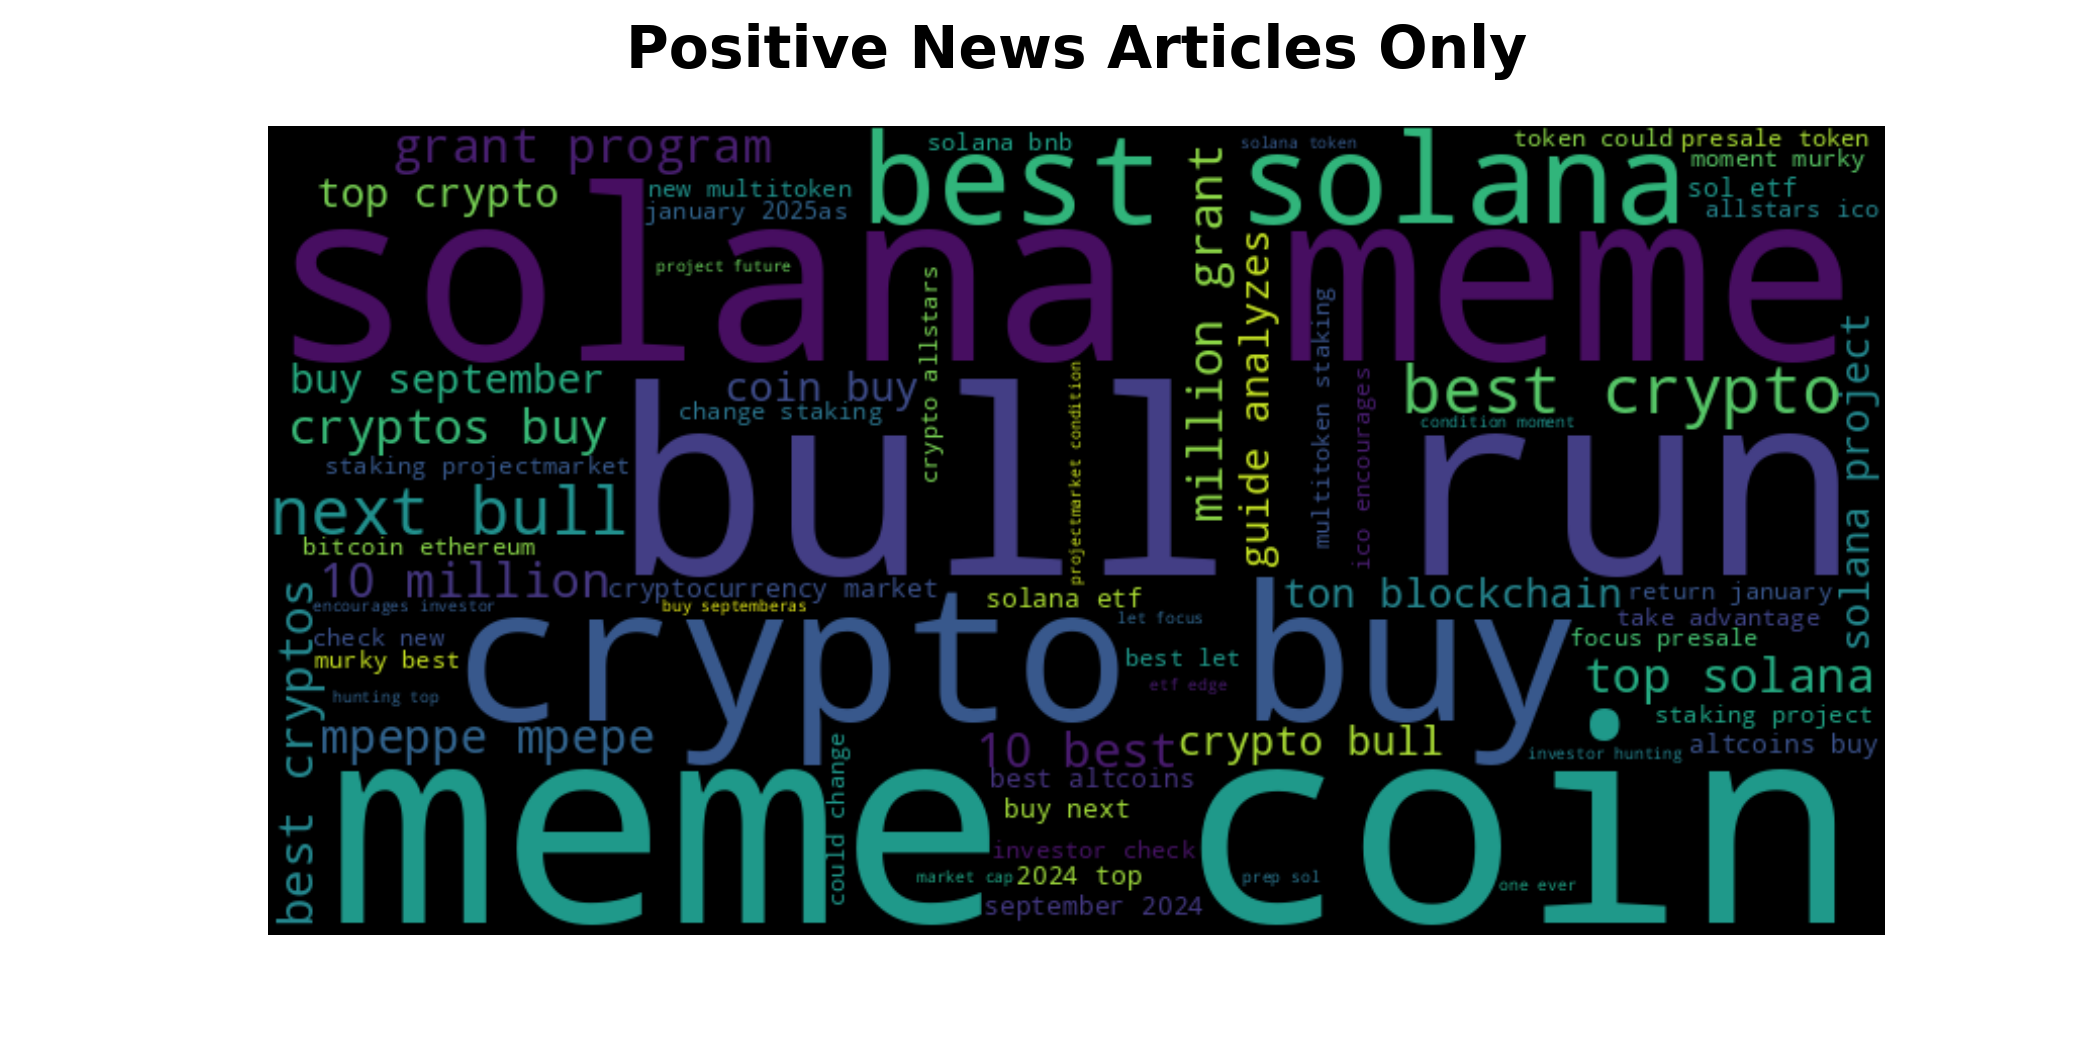 Positive News Articles Only
grant program
solana bnb
best solana
solana token
token could
presale token
moment murky
top crypto
new multitoken
january 2025as
sol etf
allstars ico
solana meme
project future
million grant
guide analyzes
crypto allstars
multitoken staking
ico encourages
solana project
buy september
coin buy
change staking
best crypto
condition moment
cryptos buy
staking projectmarket
projectmarket condition
bull run
next bull
bitcoin ethereum
10 million
cryptocurrency market
encourages investor
buy septemberas
solana etf
let focus
ton blockchain
return january
take advantage
check new
murky best
crypto buy
best let
etf edge
focus presale
top solana
hunting top
staking project
best cryptos
mpeppe mpepe
10 best
crypto bull
investor hunting
altcoins buy
could change
best altcoins
buy next
meme coin
investor check
market cap
2024 top
prep sol
one ever
september 2024